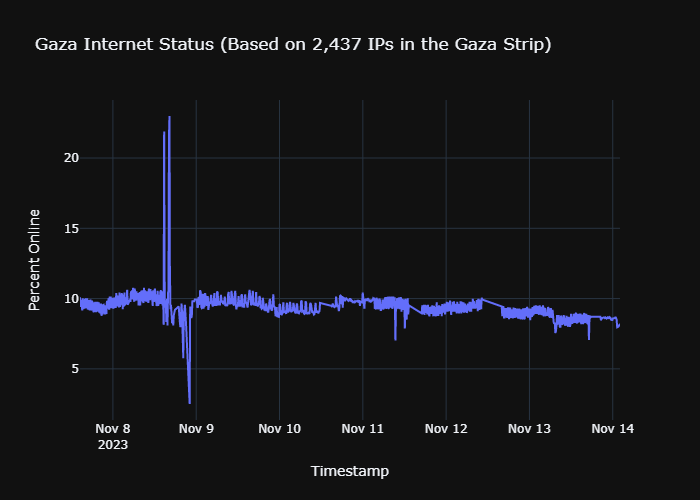 Gaza Internet Status (Based on 2,437 IPs in the Gaza Strip)
Percent Online
20
15
10
5
Nov 8 Nov 9 Nov 10 Nov 11 Nov 12 Nov 13 Nov 14
2023
Timestamp